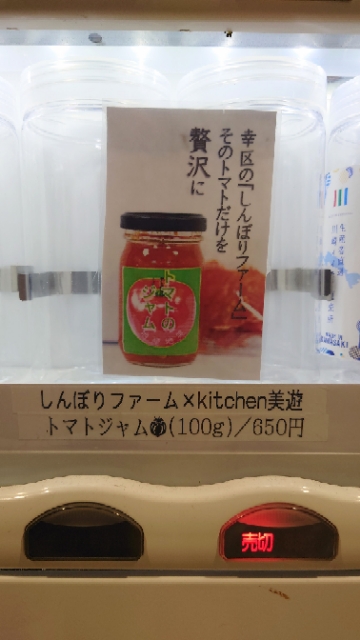 幸区の「しんぼりファーム」
そのトマトだけを
贅沢に
トマトの
ジャム
しんぼりファーム×kitchen美遊
トマトジャム🍅(100g)/650円
売切